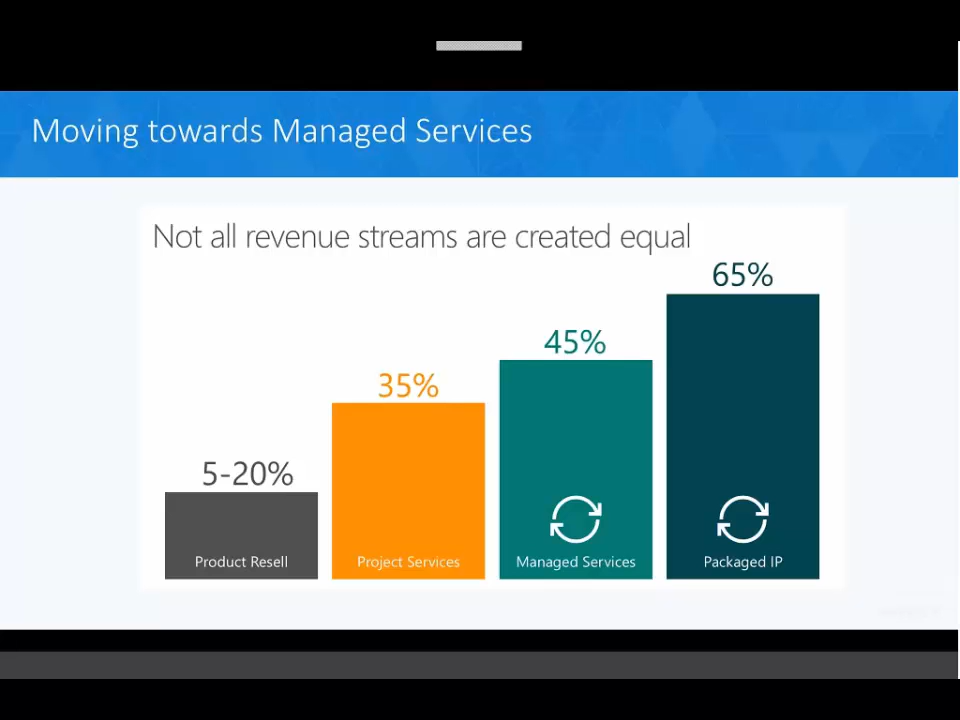 Moving towards Managed Services
Not all revenue streams are created equal
65%
45%
35%
5-20%
Product Resell
Project Services
Managed Services
Packaged IP